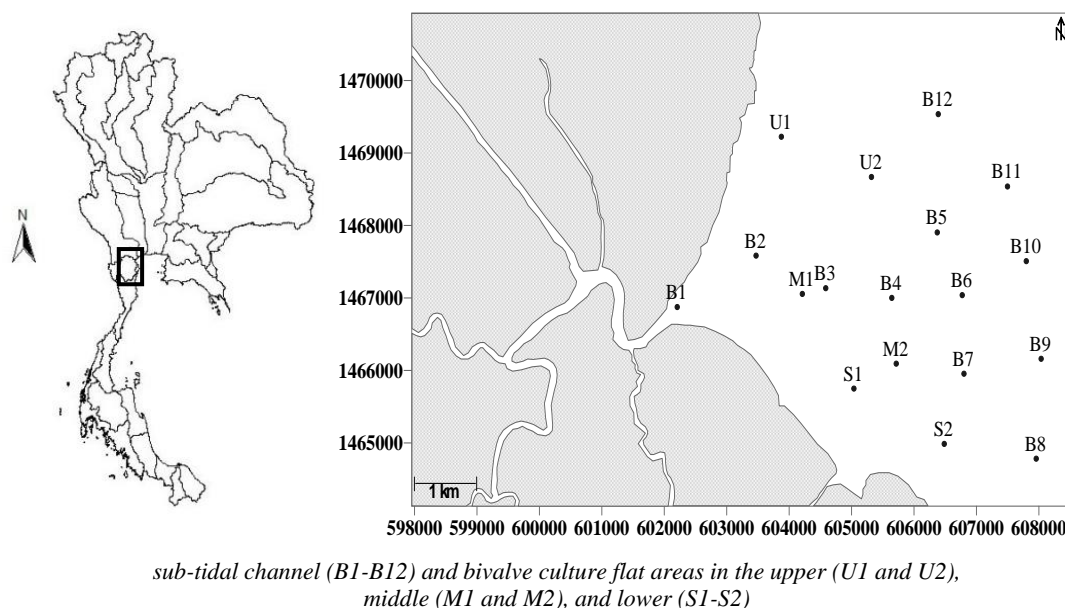 N
N
1470000
1469000
1468000
1467000
1466000
1465000
B12
U1
U2
B11
B5
B2
B10
M1 B3
B4
B6
B1
M2
B9
B7
S1
S2
B8
1 km
598000 599000 600000 601000 602000 603000 604000 605000 606000 607000 608000
sub-tidal channel (B1-B12) and bivalve culture flat areas in the upper (U1 and U2),
middle (M1 and M2), and lower (S1-S2)